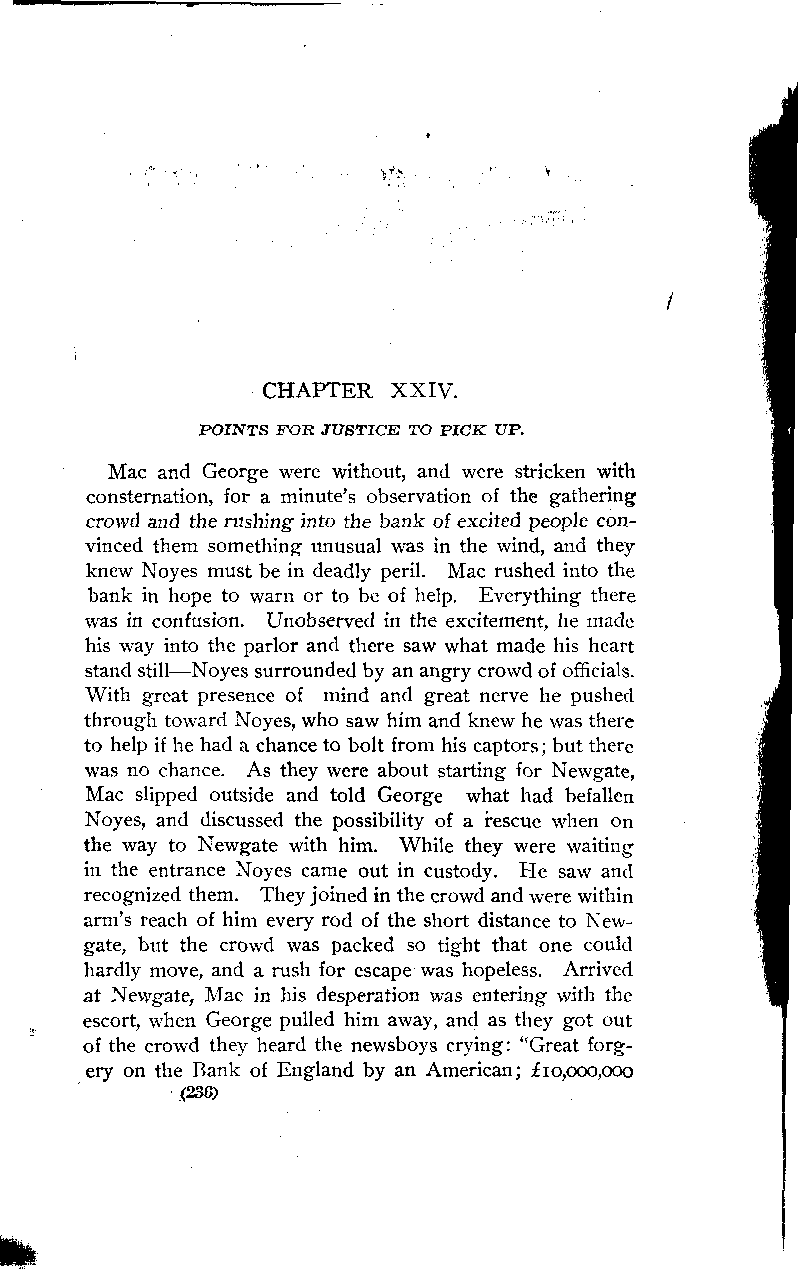 CHAPTER XXIV.
POINTS FOR JUSTICE TO PICK UP.
Mac and George were without, and were stricken with
consternation, for a minute's observation of the gathering
crowd and the rushing into the bank of excited people con-
vinced them something unusual was in the wind, and they
knew Noyes must be in deadly peril. Mac rushed into the
bank in hope to warn or to be of help. Everything there
was in confusion. Unobserved in the excitement, he made
his way into the parlor and there saw what made his heart
stand still—Noyes surrounded by an angry crowd of officials.
With great presence of mind and great nerve he pushed
through toward Noyes, who saw him and knew he was there
to help if he had a chance to bolt from his captors; but there
was no chance. As they were about starting for Newgate,
Mac slipped outside and told George what had befallen
Noyes, and discussed the possibility of a rescue when on
the way to Newgate with him. While they were waiting
in the entrance Noyes came out in custody. He saw and
recognized them. They joined in the crowd and were within
arm's reach of him every rod of the short distance to New-
gate, but the crowd was packed so tight that one could
hardly move, and a rush for escape was hopeless. Arrived
at Newgate, Mac in his desperation was entering with the
escort, when George pulled him away, and as they got out
of the crowd they heard the newsboys crying: "Great forg-
ery on the Bank of England by an American; £10,000,000
(236)